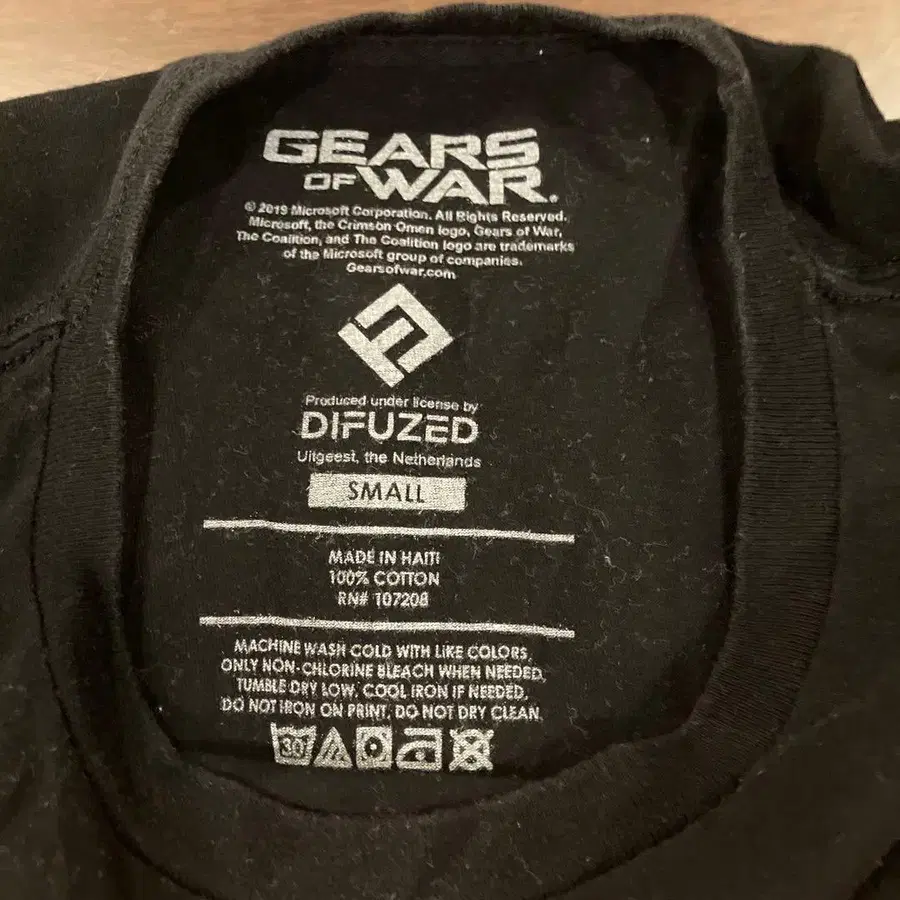 GEARS
OF WAR.
© 2019 Microsoft Corporation. All Rights Reserved.
Microsoft, the Crimson Omen logo, Gears of War,
The Coalition, and The Coalition logo are trademarks
of the Microsoft group of companies.
Gearsofwar.com
Produced under license by
DIFUZED
Uitgeest, the Netherlands
SMALL
MADE IN HAITI
100% COTTON
RN# 107208
MACHINE WASH COLD WITH LIKE COLORS,
ONLY NON-CHLORINE BLEACH WHEN NEEDED,
TUMBLE DRY LOW, COOL IRON IF NEEDED,
DO NOT IRON ON PRINT, DO NOT DRY CLEAN.
30